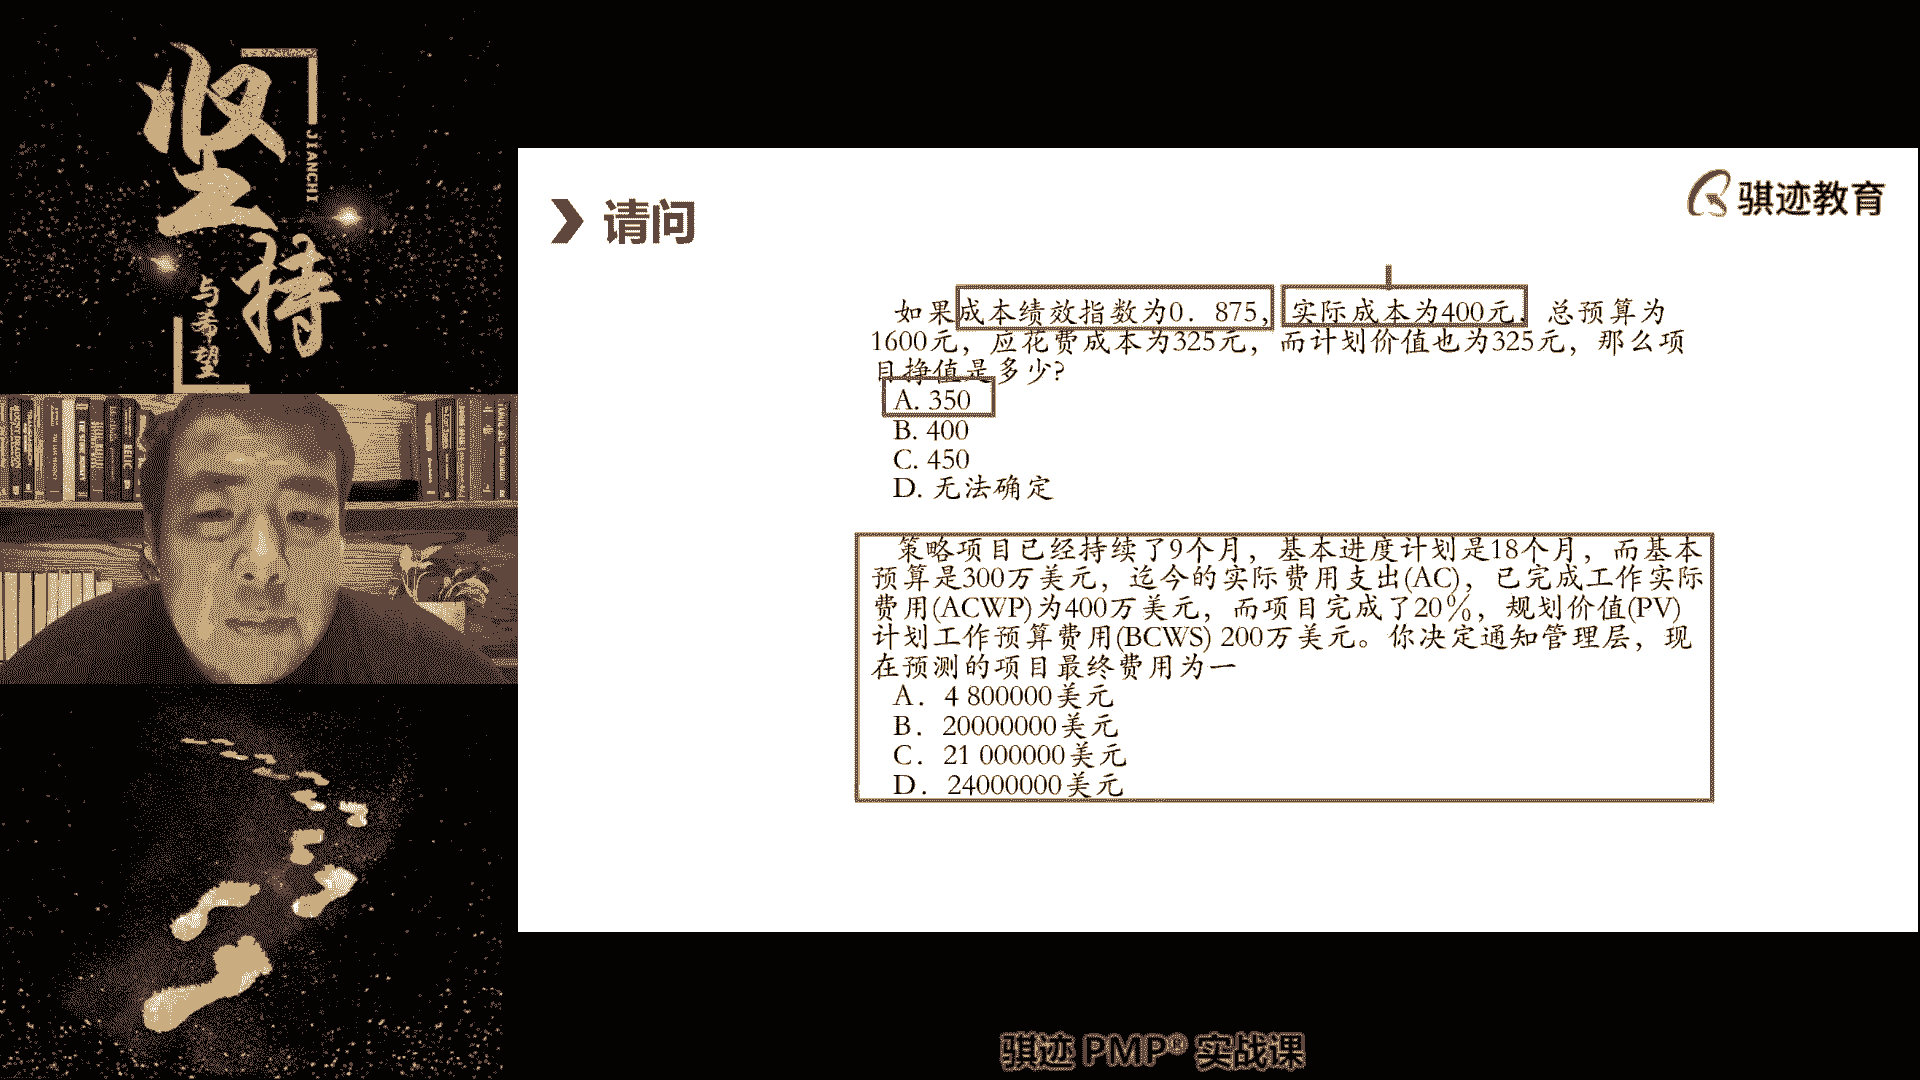 坚持
JIANCHI
与希望
骐迹教育
请问
如果成本绩效指数为0．875，实际成本为400元，总预算为
1600元，应花费成本为325元，而计划价值也为325元，那么项
目挣值是多少?
A. 350
B. 400
C. 450
D. 无法确定
策略项目已经持续了9个月，基本进度计划是18个月，而基本
预算是300万美元，迄今的实际费用支出(AC)，已完成工作实际
费用(ACWP)为400万美元，而项目完成了20％，规划价值(PV)
计划工作预算费用(BCWS) 200万美元。你决定通知管理层，现
在预测的项目最终费用为一
A．4 800000美元
B．20000000美元
C．21 000000美元
D．24000000美元
骐迹 PMP® 实战课